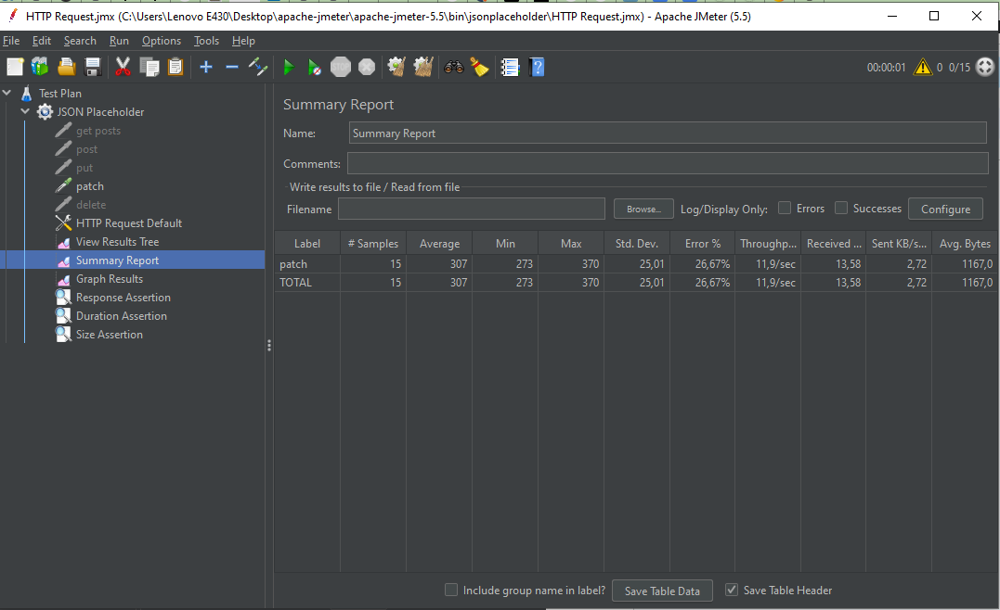 HTTP Request.jmx (C:\Users\Lenovo E430\Desktop\apache-jmeter\apache-jmeter-5.5\bin\jsonplaceholder\HTTP Request.jmx) - Apache JMeter (5.5)
File Edit Search Run Options Tools Help
STOP 00:00:01 0 0/15
Test Plan
JSON Placeholder
get posts
post
put
patch
delete
HTTP Request Default
View Results Tree
Summary Report
Graph Results
Response Assertion
Duration Assertion
Size Assertion
Summary Report
Name: Summary Report
Comments:
Write results to file / Read from file
Filename Browse... Log/Display Only: Errors Successes Configure
Label # Samples Average Min Max Std. Dev. Error % Throughp... Received ... Sent KB/s... Avg. Bytes
patch 15 307 273 370 25,01 26,67% 11,9/sec 13,58 2,72 1167,0
TOTAL 15 307 273 370 25,01 26,67% 11,9/sec 13,58 2,72 1167,0
Include group name in label? Save Table Data Save Table Header